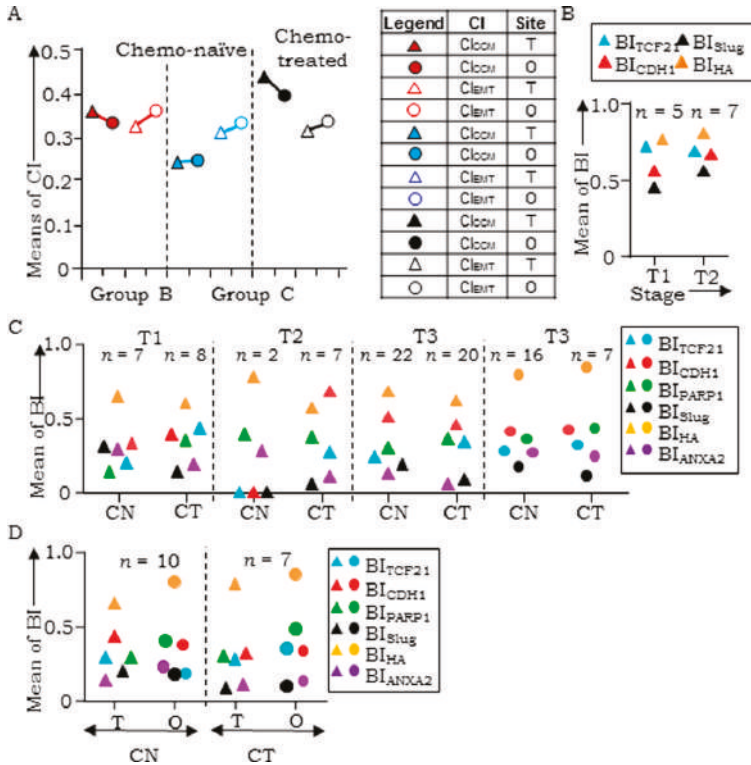 A
Chemo-naïve
Chemo-
treated
Means of CI
0.5
0.4
0.3
0.2
0.1
0
Group B
Group C
Legend CI Site
CICCM T
CICCM O
CIEMT T
CIEMT O
CICCM T
CICCM O
CIEMT T
CIEMT O
CICCM T
CICCM O
CIEMT T
CIEMT O
B
BITCF21 BISlug
BICDH1 BIHA
Mean of BI
1.0
0.5
0
n = 5 n = 7
T1 T2
Stage
C
T1 T2 T3 T3
n = 7 n = 8 n = 2 n = 7 n = 22 n = 20 n = 16 n = 7
Mean of BI
1.0
0.5
0
CN CT CN CT CN CT CN CT
BITCF21
BICDH1
BIPARP1
BISlug
BIHA
BIANXA2
D
n = 10 n = 7
Mean of BI
1.0
0.5
0
T O T O
CN CT
BITCF21
BICDH1
BIPARP1
BISlug
BIHA
BIANXA2